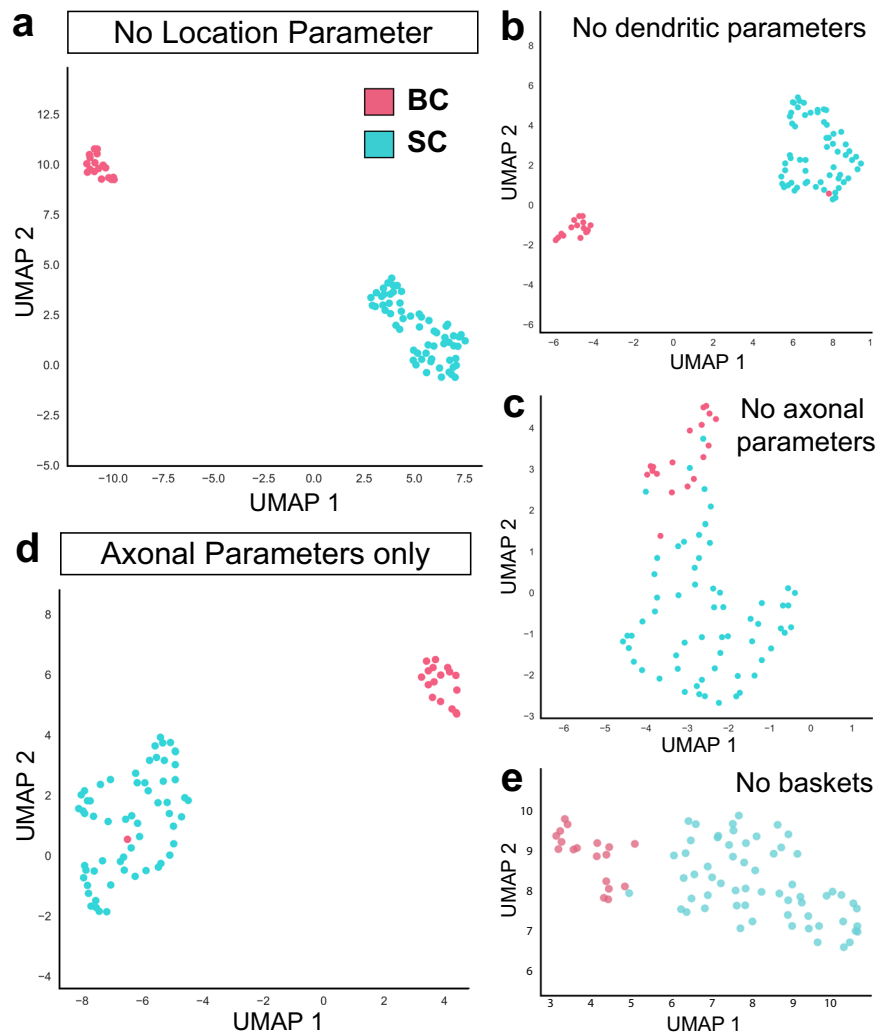 a
No Location Parameter
BC
SC
12.5
10.0
7.5
5.0
2.5
0.0
−2.5
−5.0
UMAP 2
−10.0 −7.5 −5.0 −2.5 0.0 2.5 5.0 7.5
UMAP 1
b
No dendritic parameters
8
6
4
2
0
−2
−4
−6
UMAP 2
−6 −4 −2 0 2 4 6 8 1
UMAP 1
c
No axonal
parameters
4
3
2
1
0
−1
−2
−3
UMAP 2
−6 −5 −4 −3 −2 −1 0 1
UMAP 1
d
Axonal Parameters only
8
6
4
2
0
−2
−4
UMAP 2
−8 −6 −4 −2 0 2 4
UMAP 1
e
No baskets
10
9
8
7
6
UMAP 2
3 4 5 6 7 8 9 10
UMAP 1